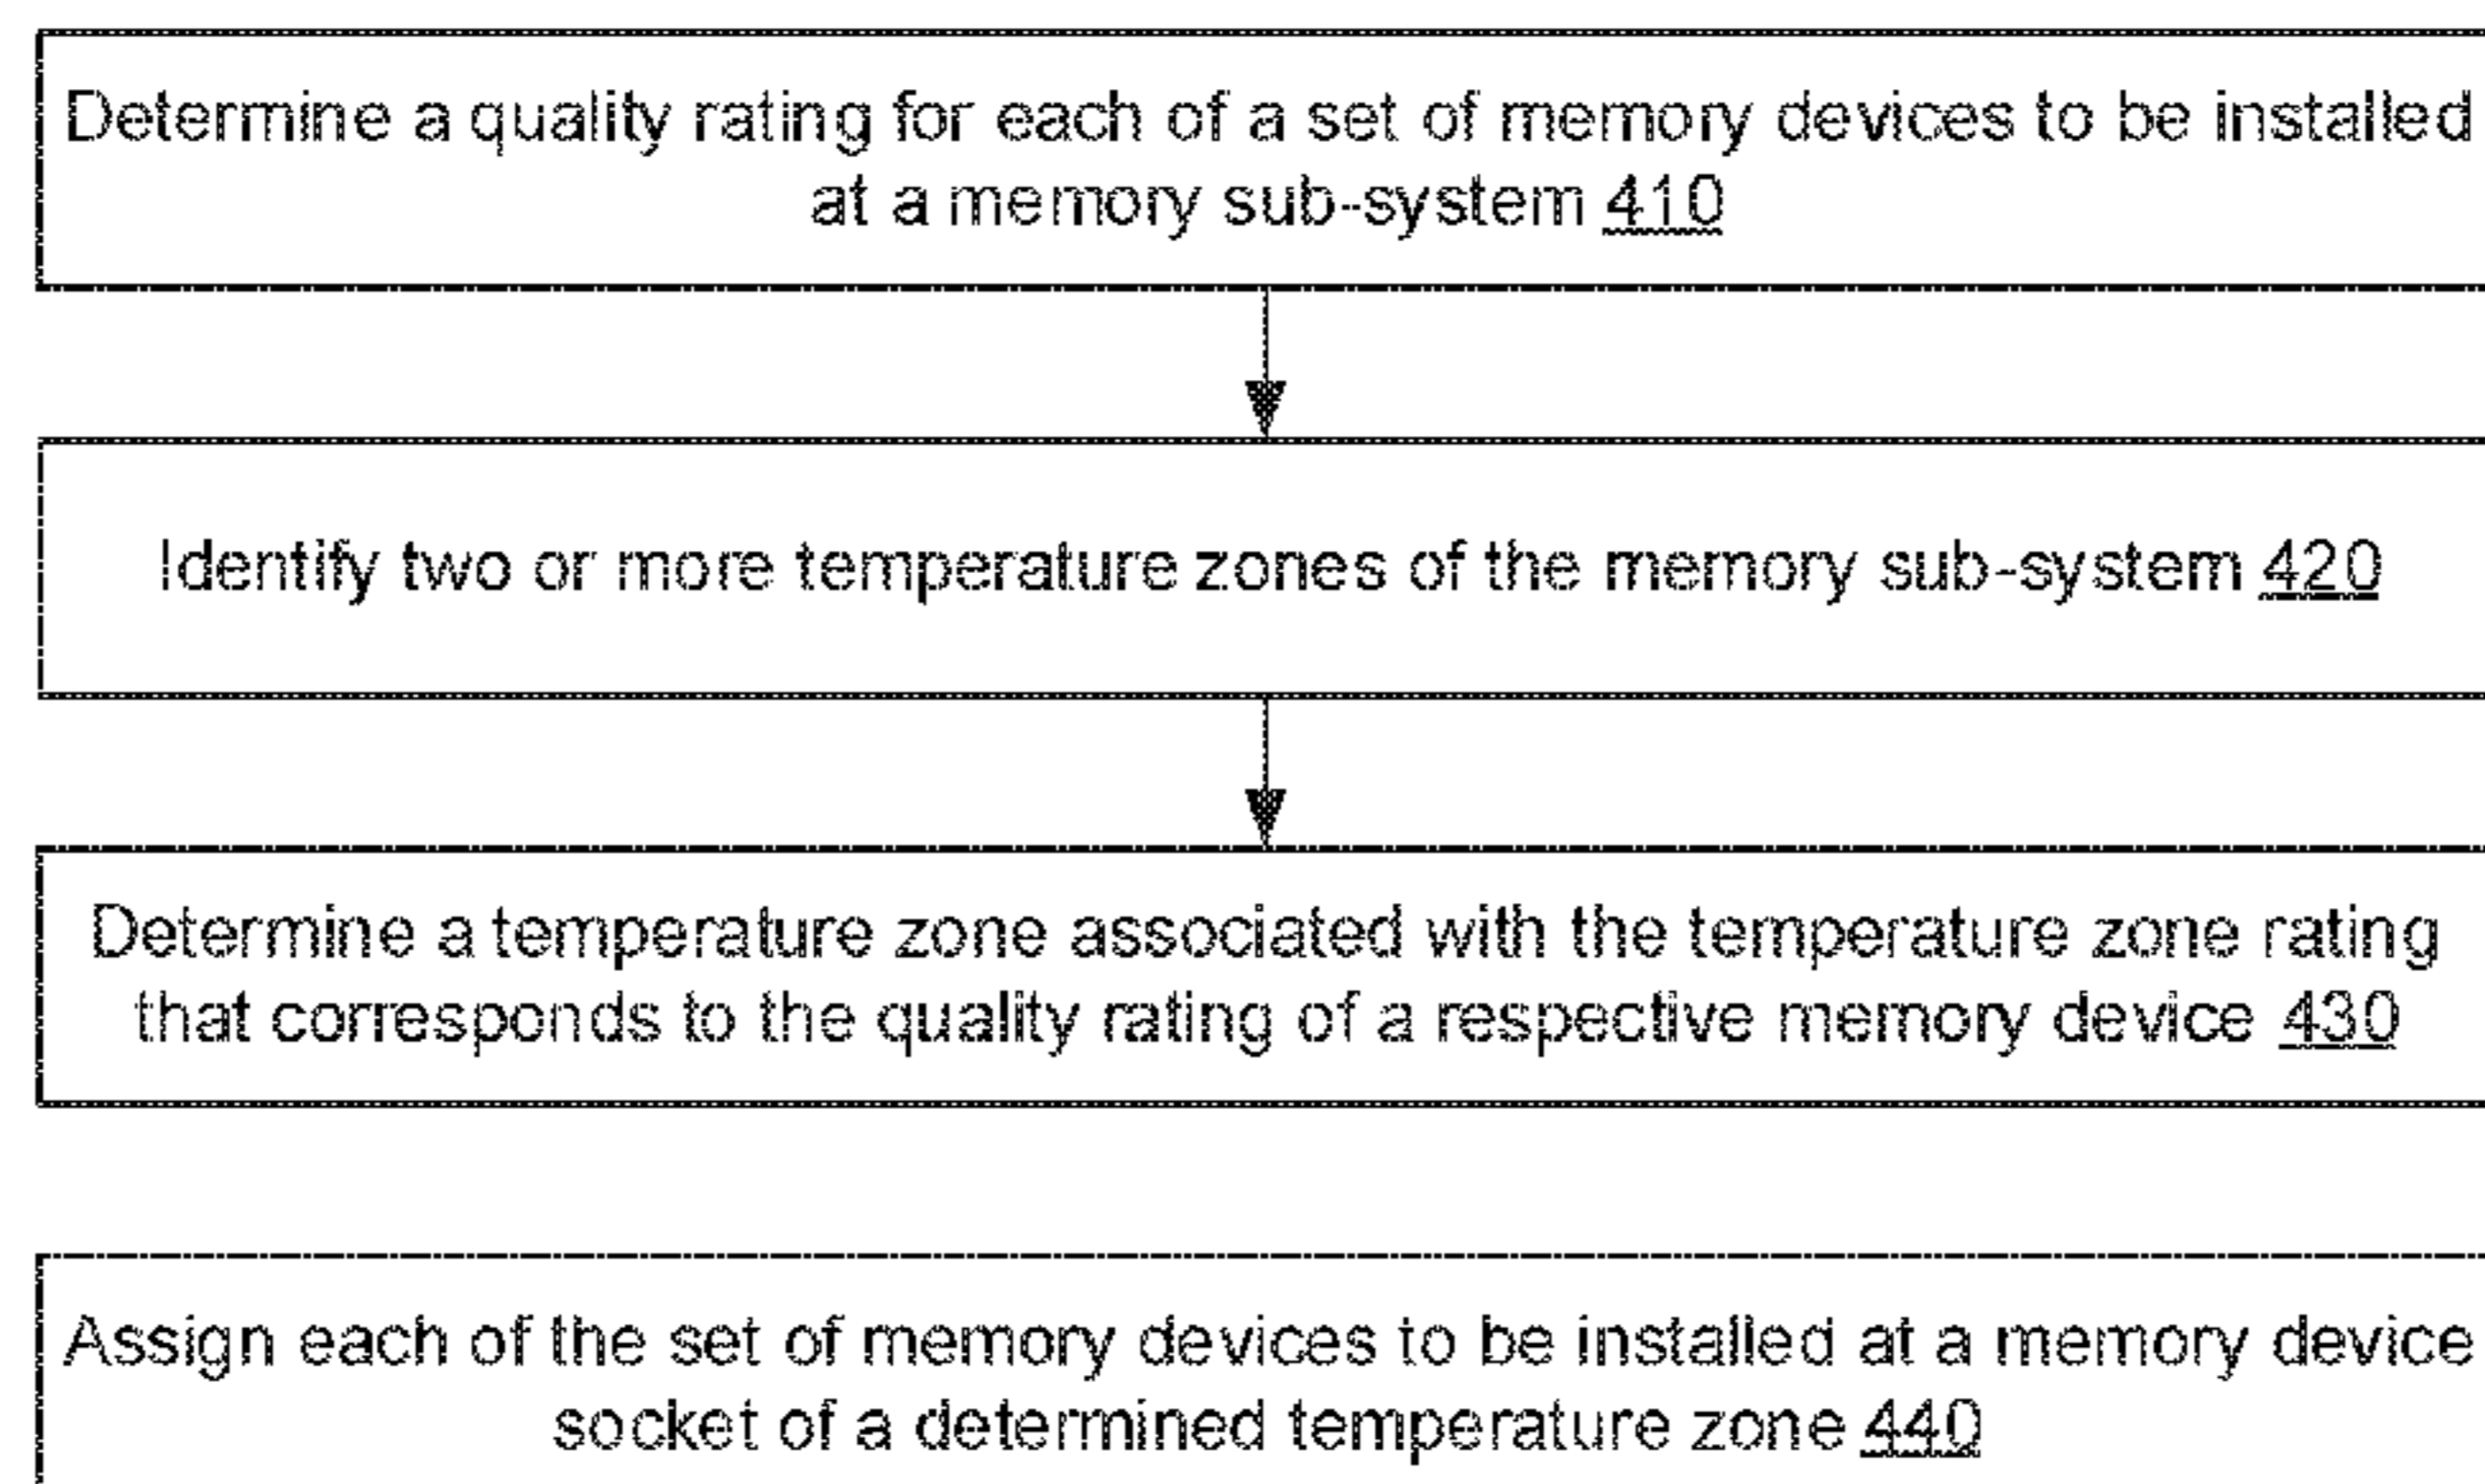 Determine a quality rating for each of a set of memory devices to be installed
at a memory sub-system 410
Identify two or more temperature zones of the memory sub-system 420
Determine a temperature zone associated with the temperature zone rating
that corresponds to the quality rating of a respective memory device 430
Assign each of the set of memory devices to be installed at a memory device
socket of a determined temperature zone 440